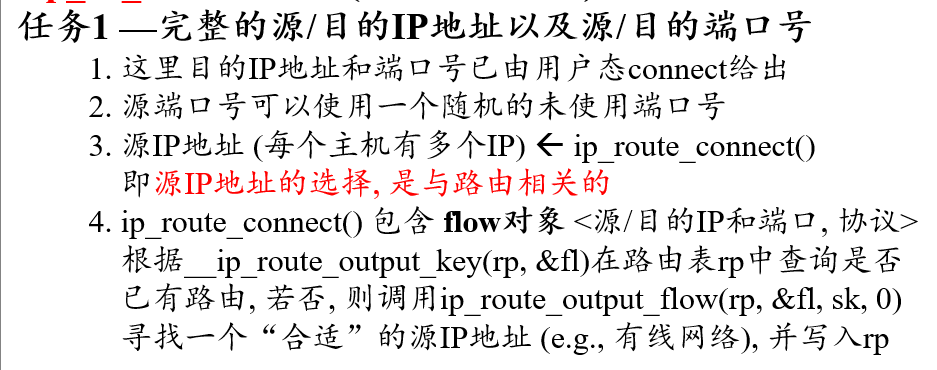 任务1 —完整的源/目的IP地址以及源/目的端口号
1. 这里目的IP地址和端口号已由用户态connect给出
2. 源端口号可以使用一个随机的未使用端口号
3. 源IP地址 (每个主机有多个IP) ← ip_route_connect()
即源IP地址的选择, 是与路由相关的
4. ip_route_connect() 包含 flow对象 <源/目的IP和端口, 协议>
根据__ip_route_output_key(rp, &fl)在路由表rp中查询是否
已有路由, 若否, 则调用ip_route_output_flow(rp, &fl, sk, 0)
寻找一个“合适”的源IP地址 (e.g., 有线网络), 并写入rp